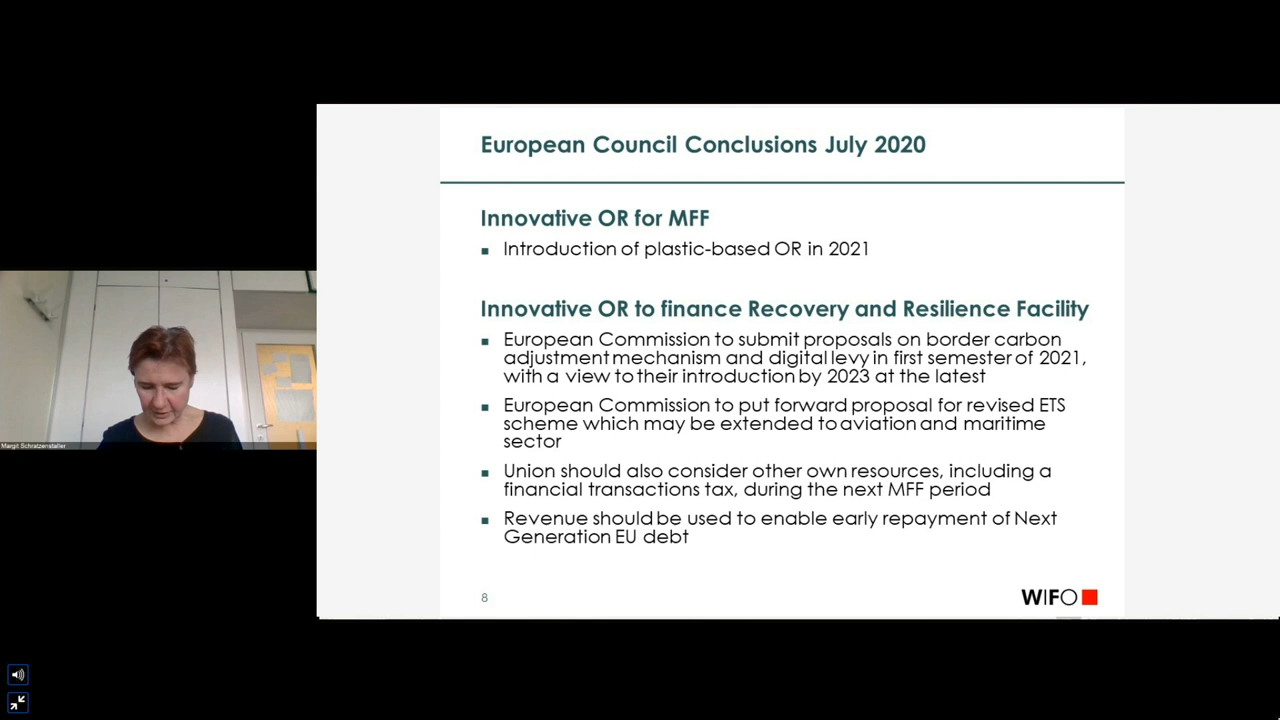 European Council Conclusions July 2020
Innovative OR for MFF
Introduction of plastic-based OR in 2021
Innovative OR to finance Recovery and Resilience Facility
European Commission to submit proposals on border carbon
adjustment mechanism and digital levy in first semester of 2021,
with a view to their introduction by 2023 at the latest
European Commission to put forward proposal for revised ETS
scheme which may be extended to aviation and maritime
sector
Union should also consider other own resources, including a
financial transactions tax, during the next MFF period
Revenue should be used to enable early repayment of Next
Generation EU debt
8
WIFO
Margit Schratzenstaller